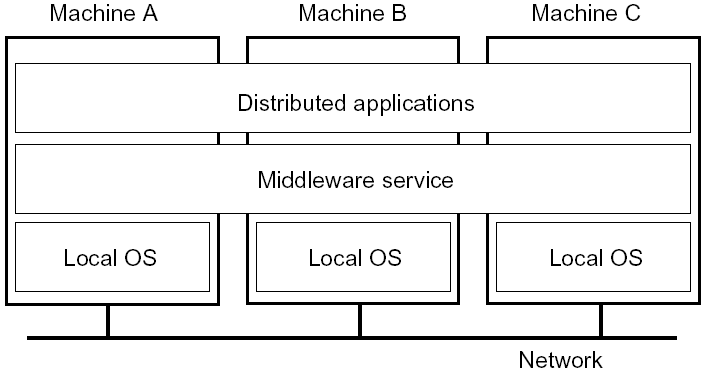 Machine A
Machine B
Machine C
Distributed applications
Middleware service
Local OS
Local OS
Local OS
Network